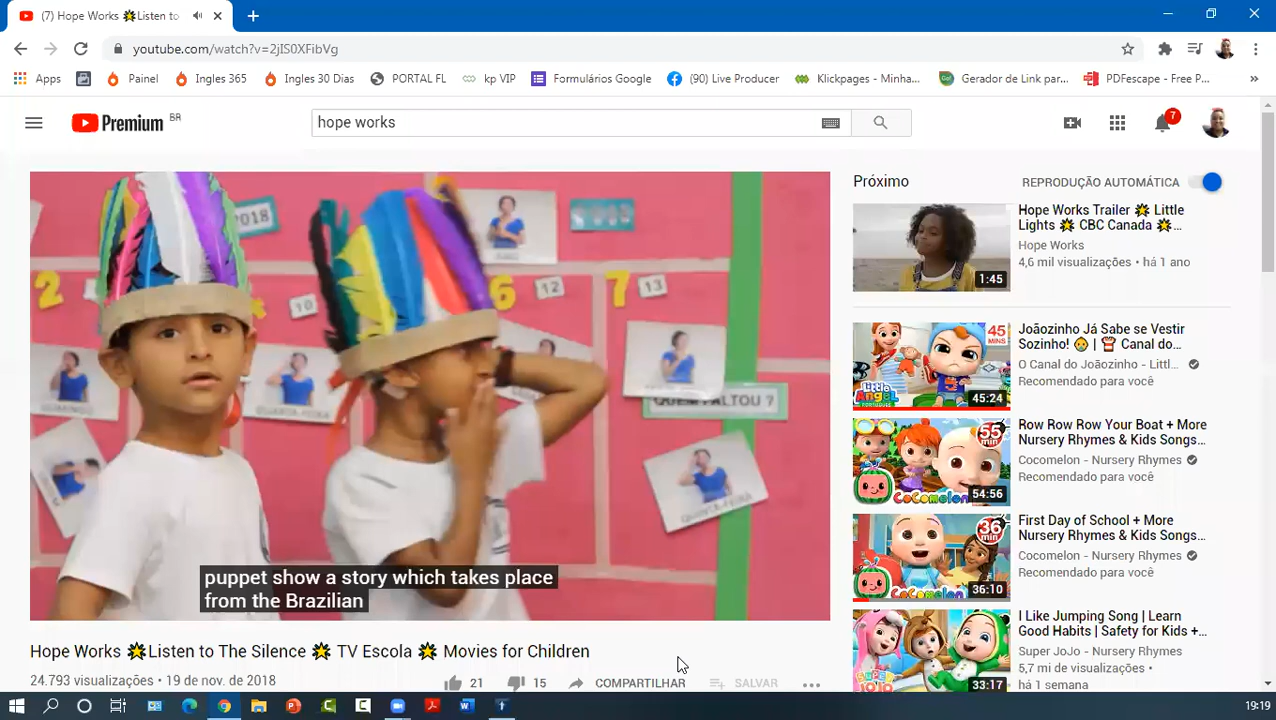 (7) Hope Works 🌟Listen to
youtube.com/watch?v=2jIS0XFibVg
Apps Painel Ingles 365 Ingles 30 Dias PORTAL FL kp VIP Formulários Google (90) Live Producer Klickpages - Minha... Gerador de Link par... PDFescape - Free P... »
Premium BR
hope works
7
2018
2 10 6 12 7 13
QUEM FALTOU ?
puppet show a story which takes place
from the Brazilian
Hope Works 🌟Listen to The Silence 🌟 TV Escola 🌟 Movies for Children
24.793 visualizações • 19 de nov. de 2018
21 15 COMPARTILHAR SALVAR ...
Próximo REPRODUÇÃO AUTOMÁTICA
1:45
Hope Works Trailer 🌟 Little
Lights 🌟 CBC Canada 🌟...
Hope Works
4,6 mil visualizações • há 1 ano
45
MINS
Little
Angel
PORTUGUÊS
45:24
Joãozinho Já Sabe se Vestir
Sozinho! 👶 | 👚 Canal do...
O Canal do Joãozinho - Littl...
Recomendado para você
55
min
CoComelon
54:56
Row Row Row Your Boat + More
Nursery Rhymes & Kids Songs...
Cocomelon - Nursery Rhymes
Recomendado para você
36
min
CoComelon
36:10
First Day of School + More
Nursery Rhymes & Kids Songs...
Cocomelon - Nursery Rhymes
Recomendado para você
33:17
I Like Jumping Song | Learn
Good Habits | Safety for Kids +...
Super JoJo - Nursery Rhymes
5,7 mi de visualizações •
há 1 semana
19:19